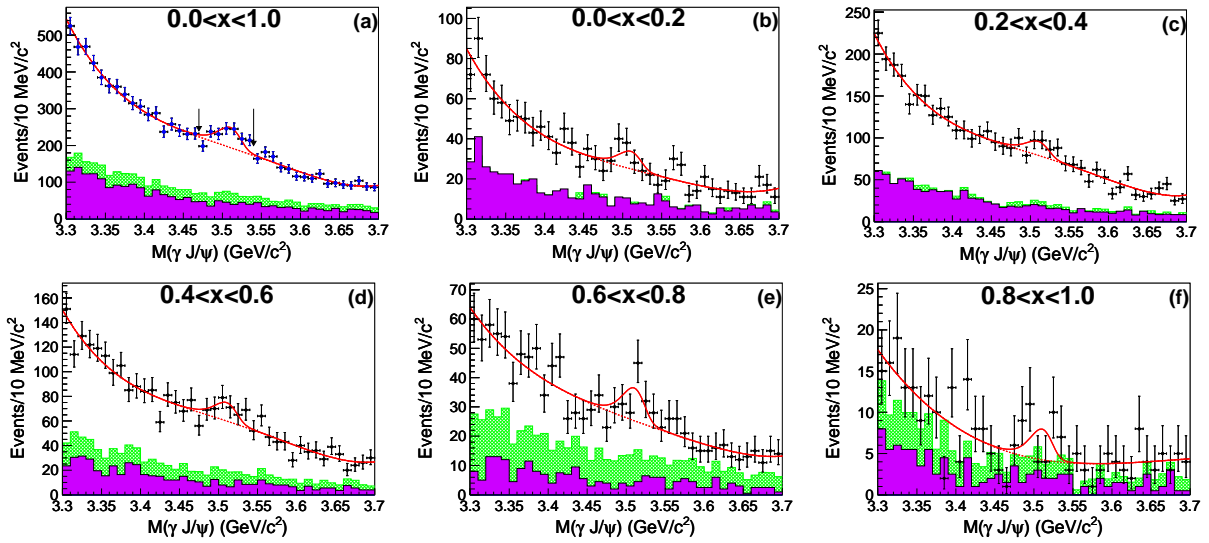 0.0<x<1.0 (a)
Events/10 MeV/c²
500
400
300
200
100
0
3.3 3.35 3.4 3.45 3.5 3.55 3.6 3.65 3.7
M(γ J/ψ) (GeV/c²)
0.0<x<0.2 (b)
Events/10 MeV/c²
100
80
60
40
20
0
3.3 3.35 3.4 3.45 3.5 3.55 3.6 3.65 3.7
M(γ J/ψ) (GeV/c²)
0.2<x<0.4 (c)
Events/10 MeV/c²
250
200
150
100
50
0
3.3 3.35 3.4 3.45 3.5 3.55 3.6 3.65 3.7
M(γ J/ψ) (GeV/c²)
0.4<x<0.6 (d)
Events/10 MeV/c²
160
140
120
100
80
60
40
20
0
3.3 3.35 3.4 3.45 3.5 3.55 3.6 3.65 3.7
M(γ J/ψ) (GeV/c²)
0.6<x<0.8 (e)
Events/10 MeV/c²
70
60
50
40
30
20
10
0
3.3 3.35 3.4 3.45 3.5 3.55 3.6 3.65 3.7
M(γ J/ψ) (GeV/c²)
0.8<x<1.0 (f)
Events/10 MeV/c²
25
20
15
10
5
0
3.3 3.35 3.4 3.45 3.5 3.55 3.6 3.65 3.7
M(γ J/ψ) (GeV/c²)